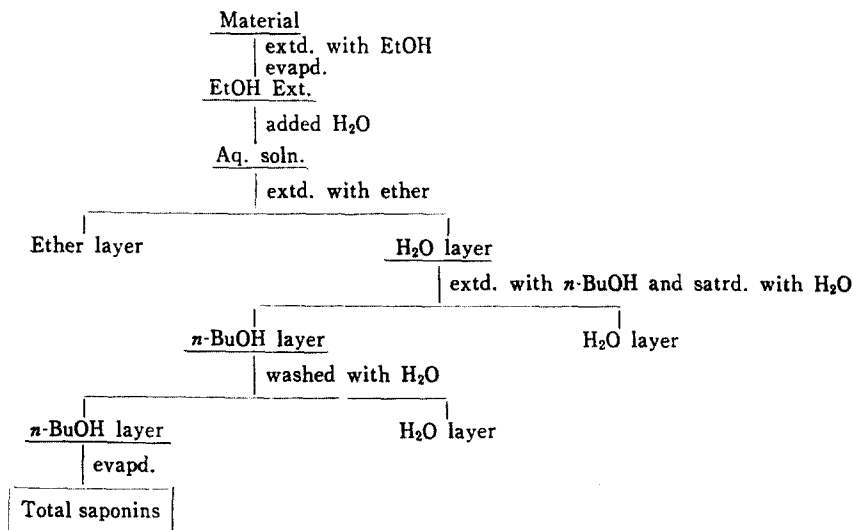 Material
extd. with EtOH
evapd.
EtOH Ext.
added H₂O
Aq. soln.
extd. with ether
Ether layer
H₂O layer
extd. with n-BuOH and satrd. with H₂O
n-BuOH layer
H₂O layer
washed with H₂O
n-BuOH layer
H₂O layer
evapd.
Total saponins